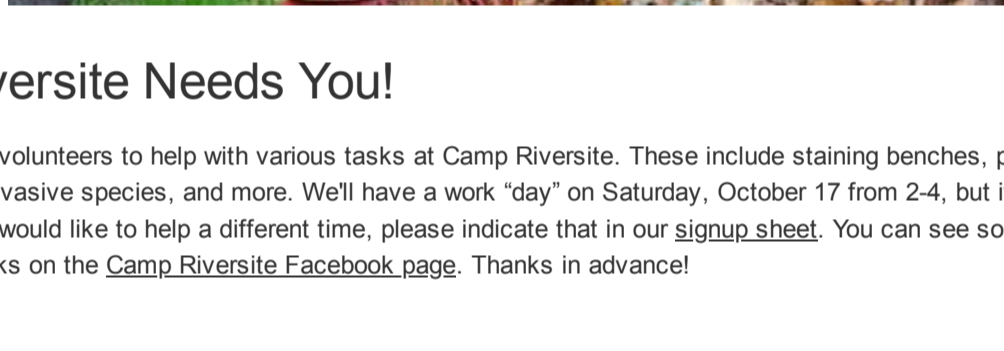 versite Needs You!
volunteers to help with various tasks at Camp Riversite. These include staining benches, p
vasive species, and more. We'll have a work “day” on Saturday, October 17 from 2-4, but i
would like to help a different time, please indicate that in our signup sheet. You can see so
ks on the Camp Riversite Facebook page. Thanks in advance!